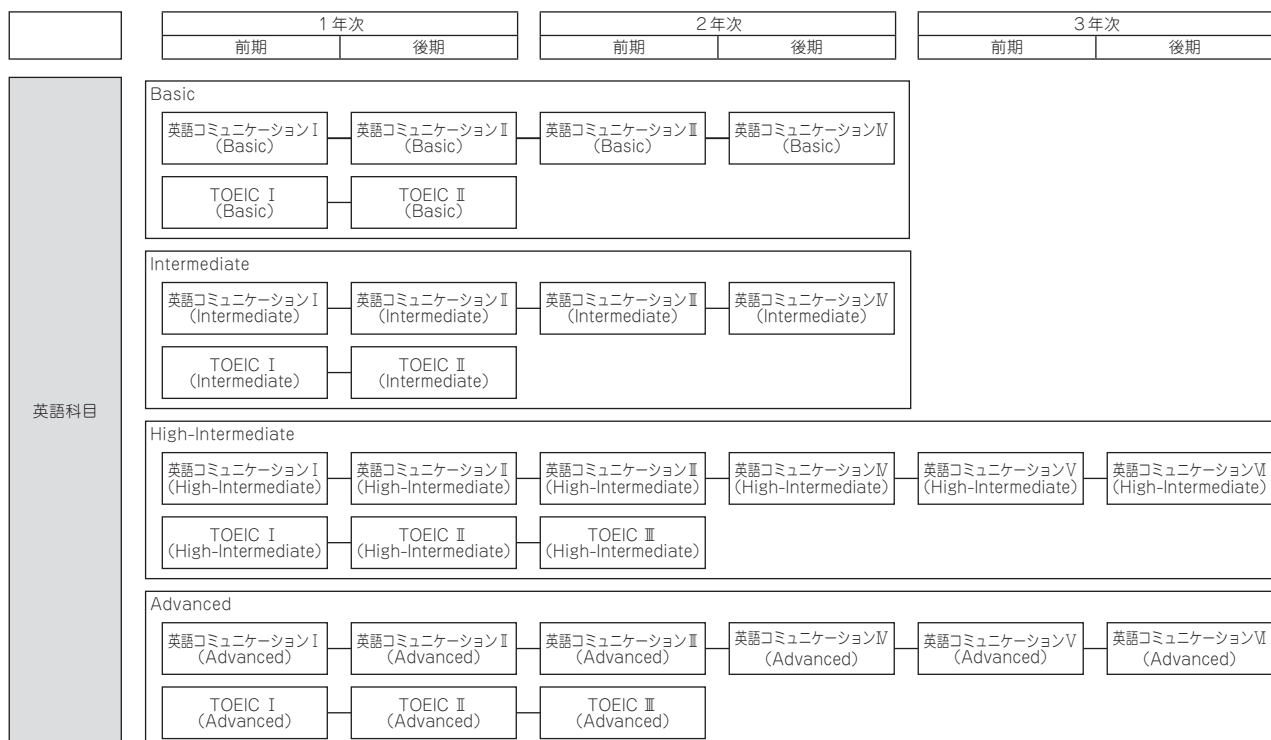 1年次 2年次 3年次
前期 後期 前期 後期 前期 後期
英語科目
Basic
英語コミュニケーションⅠ 英語コミュニケーションⅡ 英語コミュニケーションⅢ 英語コミュニケーションⅣ
(Basic) (Basic) (Basic) (Basic)
TOEIC Ⅰ TOEIC Ⅱ
(Basic) (Basic)
Intermediate
英語コミュニケーションⅠ 英語コミュニケーションⅡ 英語コミュニケーションⅢ 英語コミュニケーションⅣ
(Intermediate) (Intermediate) (Intermediate) (Intermediate)
TOEIC Ⅰ TOEIC Ⅱ
(Intermediate) (Intermediate)
High-Intermediate
英語コミュニケーションⅠ 英語コミュニケーションⅡ 英語コミュニケーションⅢ 英語コミュニケーションⅣ 英語コミュニケーションⅤ 英語コミュニケーションⅥ
(High-Intermediate) (High-Intermediate) (High-Intermediate) (High-Intermediate) (High-Intermediate) (High-Intermediate)
TOEIC Ⅰ TOEIC Ⅱ TOEIC Ⅲ
(High-Intermediate) (High-Intermediate) (High-Intermediate)
Advanced
英語コミュニケーションⅠ 英語コミュニケーションⅡ 英語コミュニケーションⅢ 英語コミュニケーションⅣ 英語コミュニケーションⅤ 英語コミュニケーションⅥ
(Advanced) (Advanced) (Advanced) (Advanced) (Advanced) (Advanced)
TOEIC Ⅰ TOEIC Ⅱ TOEIC Ⅲ
(Advanced) (Advanced) (Advanced)